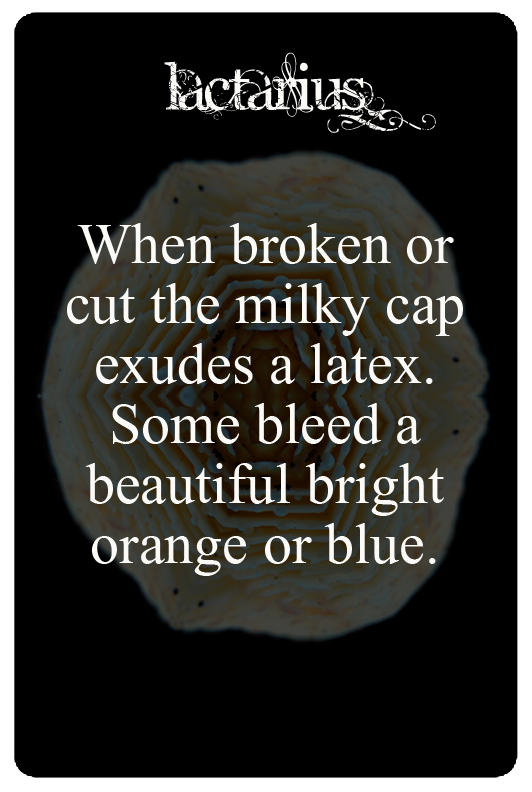 lactarius
When broken or
cut the milky cap
exudes a latex.
Some bleed a
beautiful bright
orange or blue.